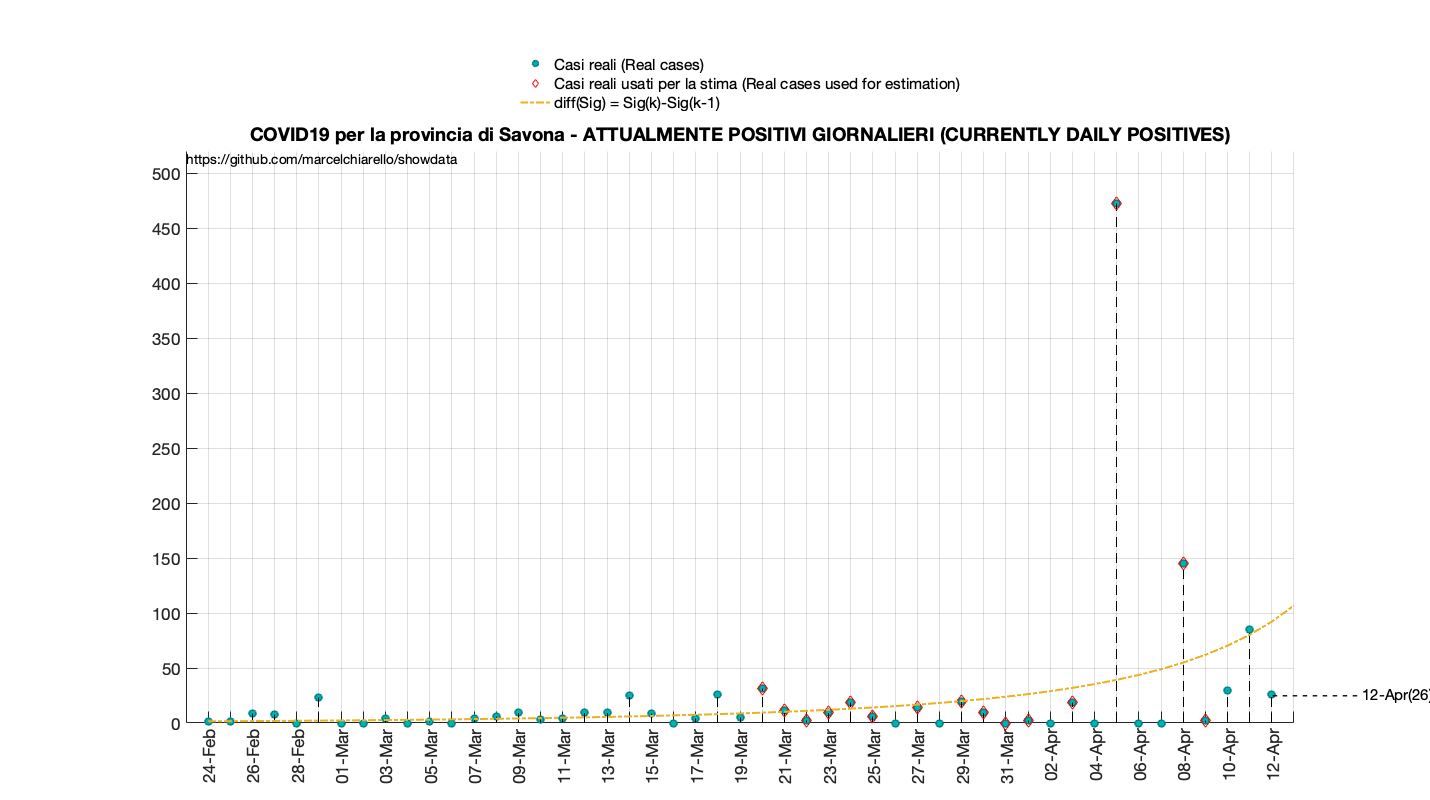 Casi reali (Real cases)
Casi reali usati per la stima (Real cases used for estimation)
diff(Sig) = Sig(k)-Sig(k-1)
COVID19 per la provincia di Savona - ATTUALMENTE POSITIVI GIORNALIERI (CURRENTLY DAILY POSITIVES)
https://github.com/marcelchiarello/showdata
500
450
400
350
300
250
200
150
100
50
0
12-Apr(26)
24-Feb
26-Feb
28-Feb
01-Mar
03-Mar
05-Mar
07-Mar
09-Mar
11-Mar
13-Mar
15-Mar
17-Mar
19-Mar
21-Mar
23-Mar
25-Mar
27-Mar
29-Mar
31-Mar
02-Apr
04-Apr
06-Apr
08-Apr
10-Apr
12-Apr